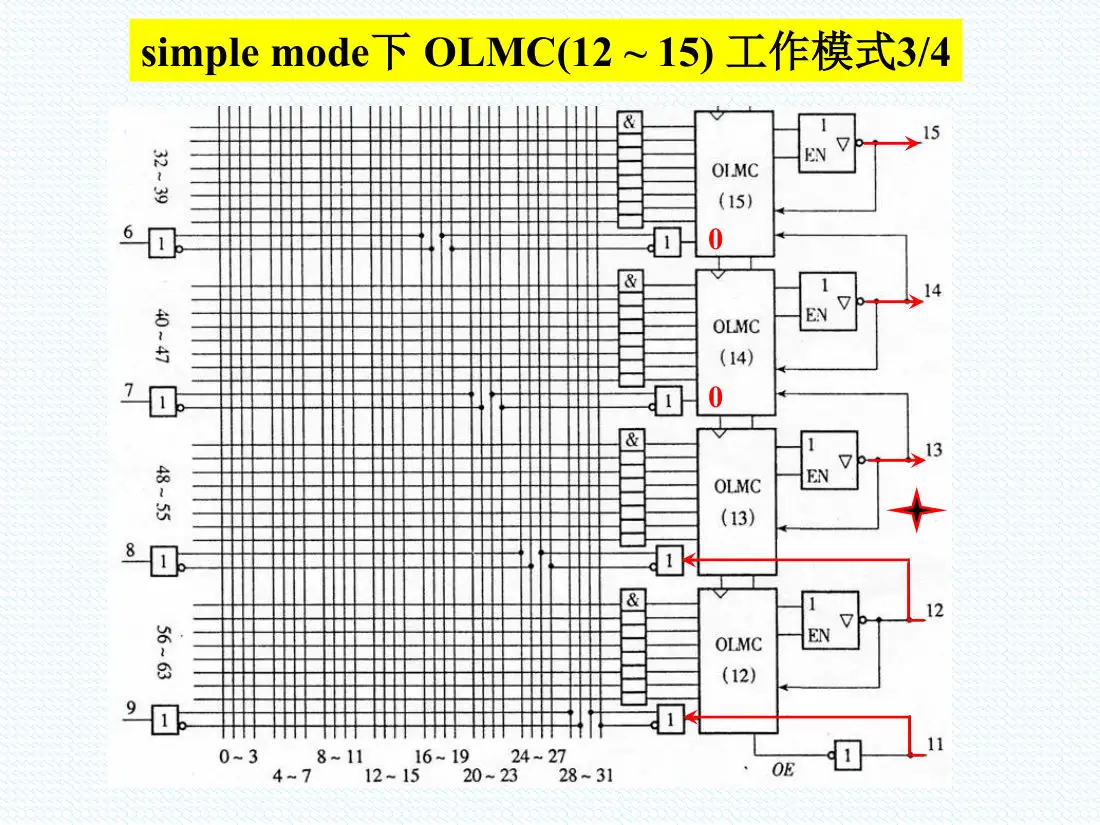 simple mode下 OLMC(12 ~ 15) 工作模式3/4
& 1 EN ▽ 15
32 ~ 39
OLMC
(15)
6 1 1 0
& 1 EN ▽ 14
40 ~ 47
OLMC
(14)
7 1 1 0
& 1 EN ▽ 13
48 ~ 55
OLMC
(13)
8 1 1
& 1 EN ▽ 12
56 ~ 63
OLMC
(12)
9 1 1
11
1
OE
0 ~ 3 8 ~ 11 16 ~ 19 24 ~ 27
4 ~ 7 12 ~ 15 20 ~ 23 28 ~ 31